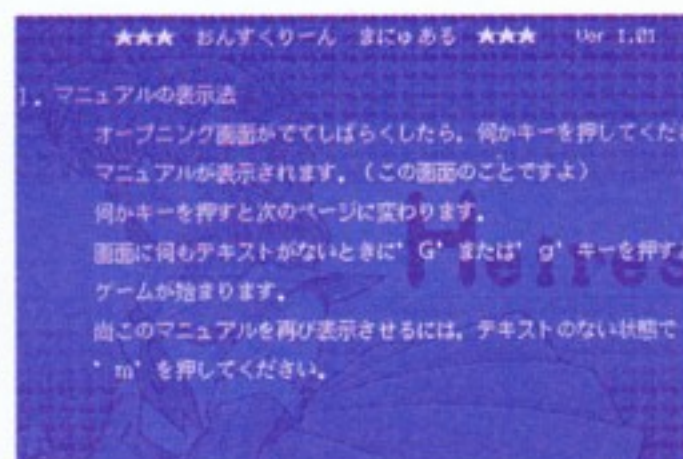 ★★★ おんすくりーん まにゅある ★★★ Ver 1.01
1. マニュアルの表示法
オープニング画面がでてしばらくしたら、何かキーを押してくださ
マニュアルが表示されます。(この画面のことですよ)
何かキーを押すと次のページに変わります。
画面に何もテキストがないときに'G'または'g'キーを押す
ゲームが始まります。
尚このマニュアルを再び表示させるには、テキストのない状態で
'm'を押してください。
Heires